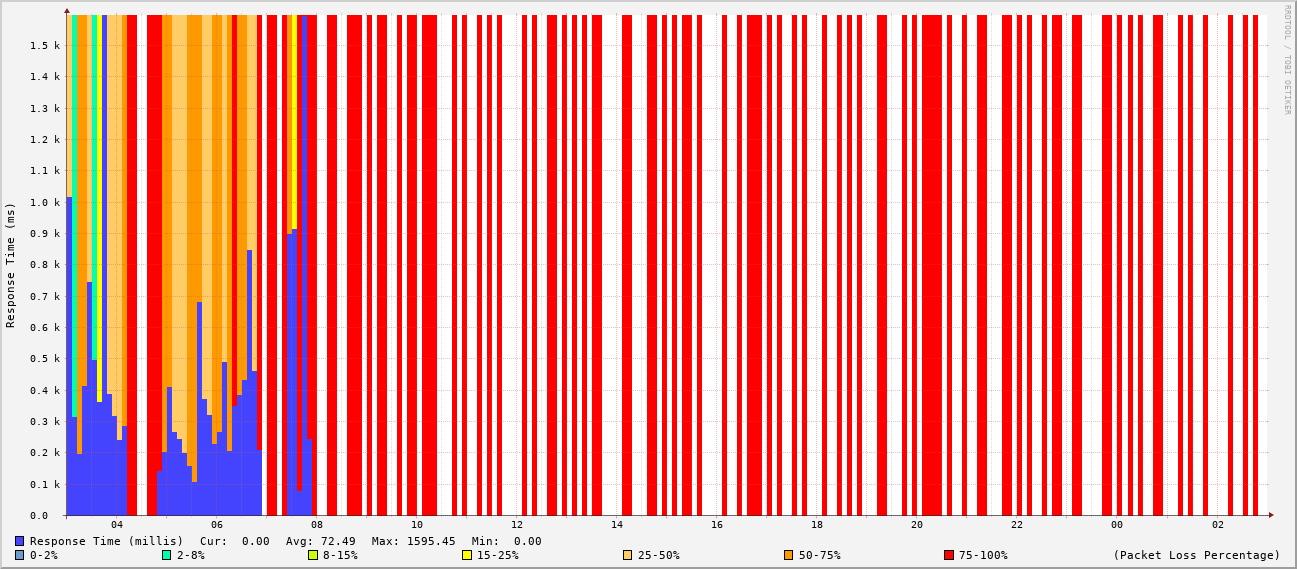 RRDTOOL / TOBI OETIKER
Response Time (ms)
1.5 k
1.4 k
1.3 k
1.2 k
1.1 k
1.0 k
0.9 k
0.8 k
0.7 k
0.6 k
0.5 k
0.4 k
0.3 k
0.2 k
0.1 k
0.0
04 06 08 10 12 14 16 18 20 22 00 02
Response Time (millis) Cur: 0.00 Avg: 72.49 Max: 1595.45 Min: 0.00
0-2% 2-8% 8-15% 15-25% 25-50% 50-75% 75-100% (Packet Loss Percentage)